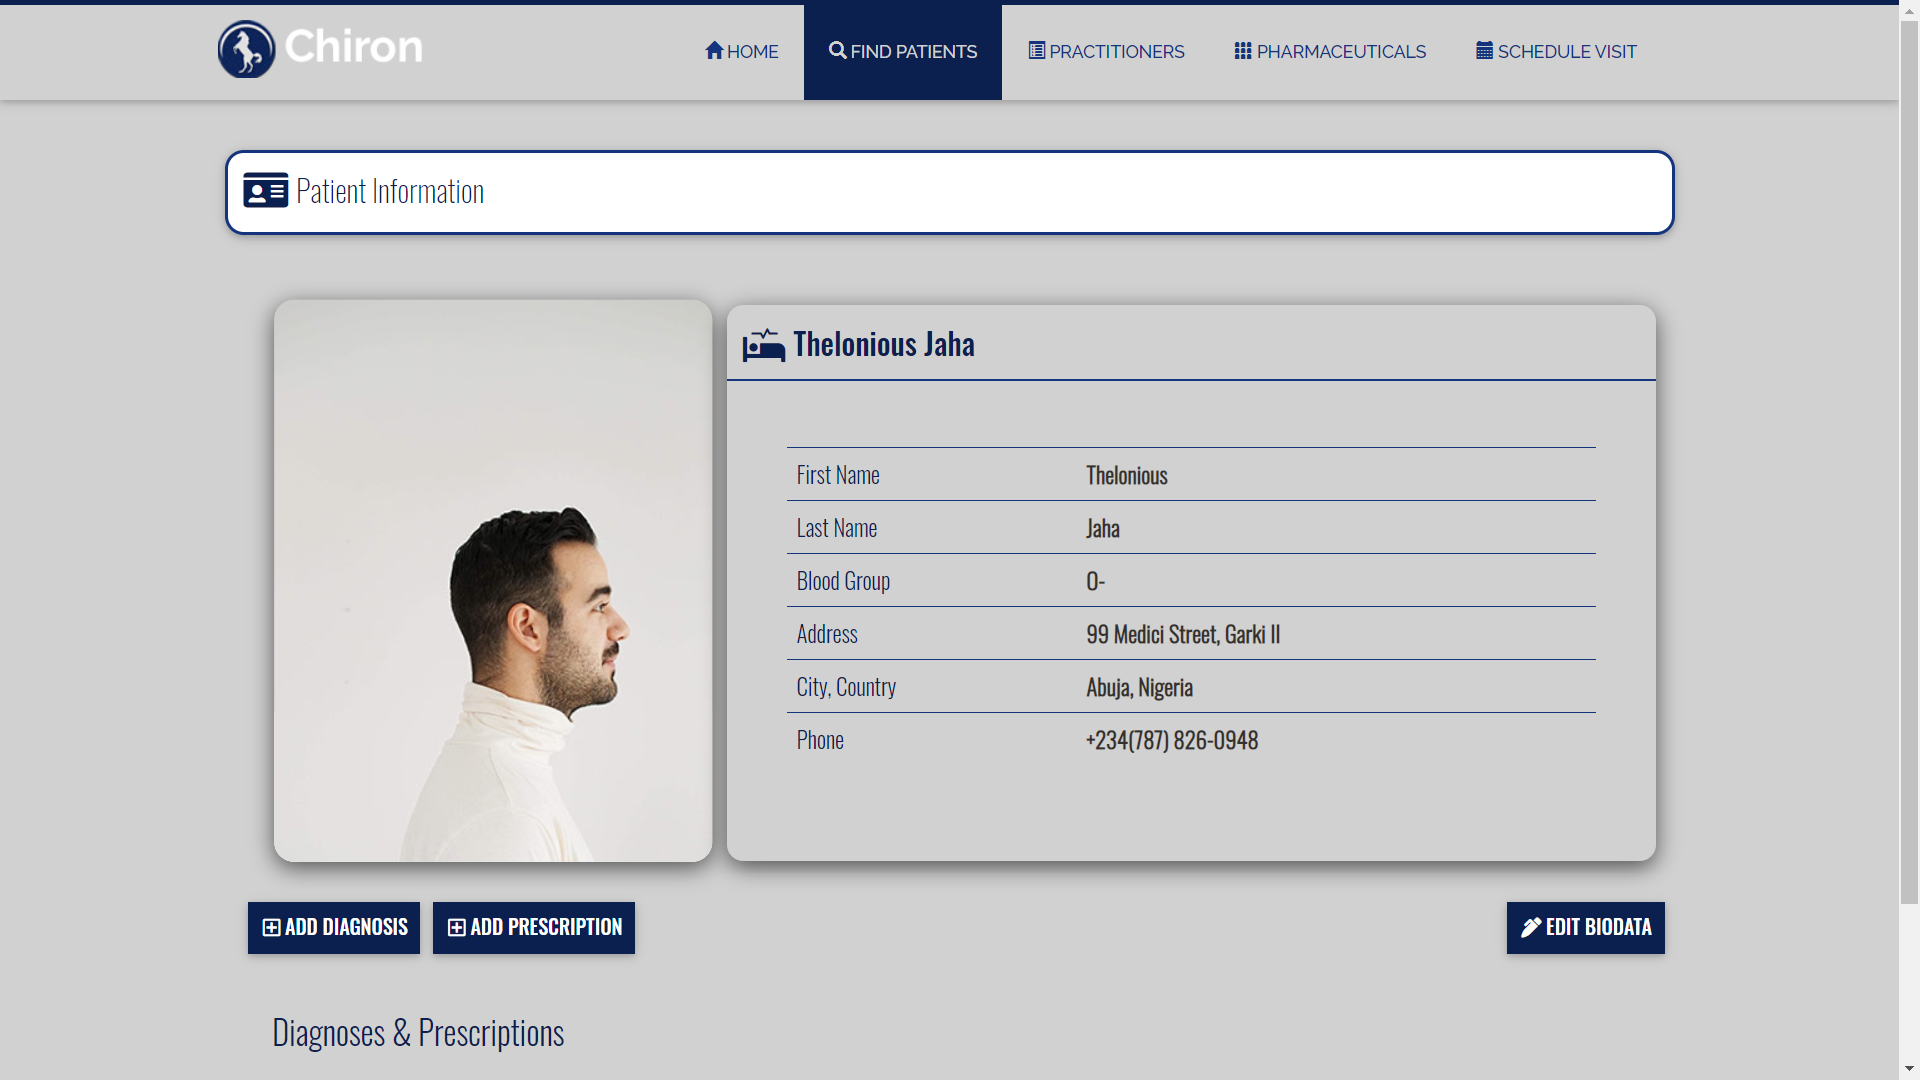 Chiron
HOME
FIND PATIENTS
PRACTITIONERS
PHARMACEUTICALS
SCHEDULE VISIT
Patient Information
Thelonious Jaha
First Name Thelonious
Last Name Jaha
Blood Group O-
Address 99 Medici Street, Garki II
City, Country Abuja, Nigeria
Phone +234(787) 826-0948
ADD DIAGNOSIS
ADD PRESCRIPTION
EDIT BIODATA
Diagnoses & Prescriptions